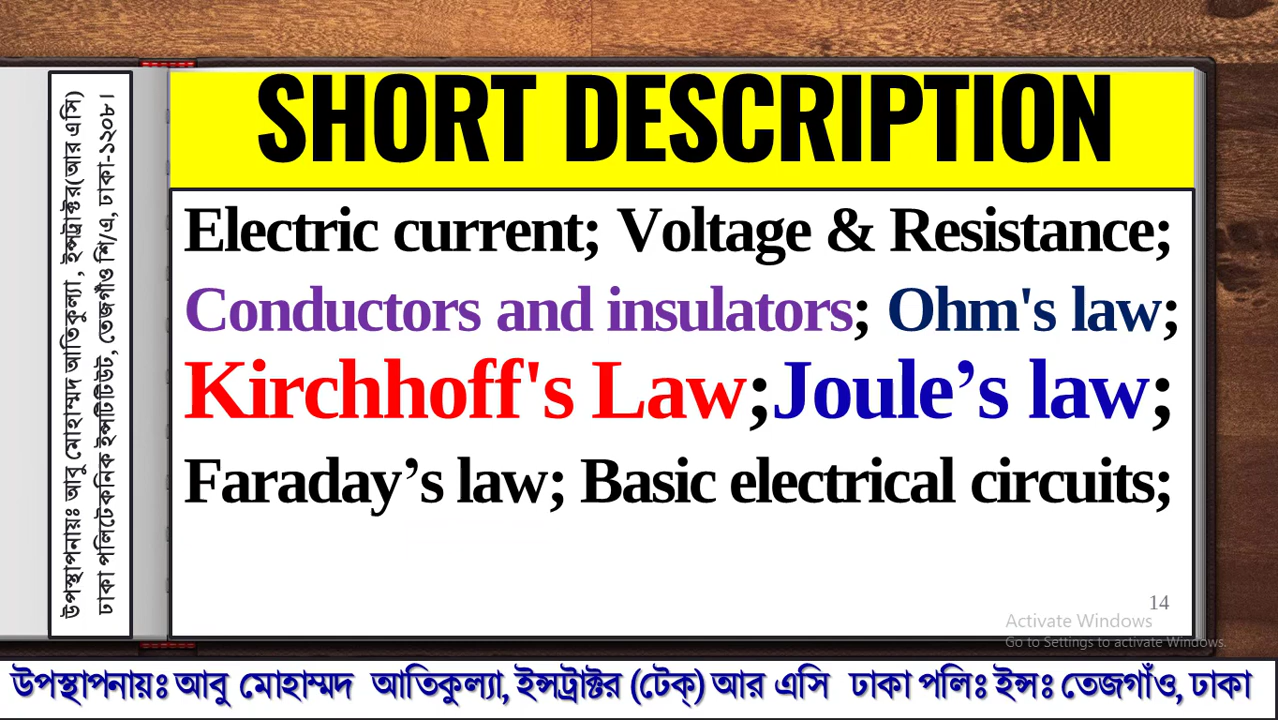 SHORT DESCRIPTION
উপস্থাপনায়ঃ আবু মোহাম্মদ আতিকুল্যা, ইন্সট্রাক্টর(আর এসি)
ঢাকা পলিটেকনিক ইন্সটিটিউট, তেজগাঁও শি/এ, ঢাকা-১২০৮।
Electric current; Voltage & Resistance;
Conductors and insulators; Ohm's law;
Kirchhoff's Law;Joule’s law;
Faraday’s law; Basic electrical circuits;
14
Activate Windows
Go to Settings to activate Windows.
উপস্থাপনায়ঃ আবু মোহাম্মদ আতিকুল্যা, ইন্সট্রাক্টর (টেক্) আর এসি ঢাকা পলিঃ ইন্সঃ তেজগাঁও, ঢাকা